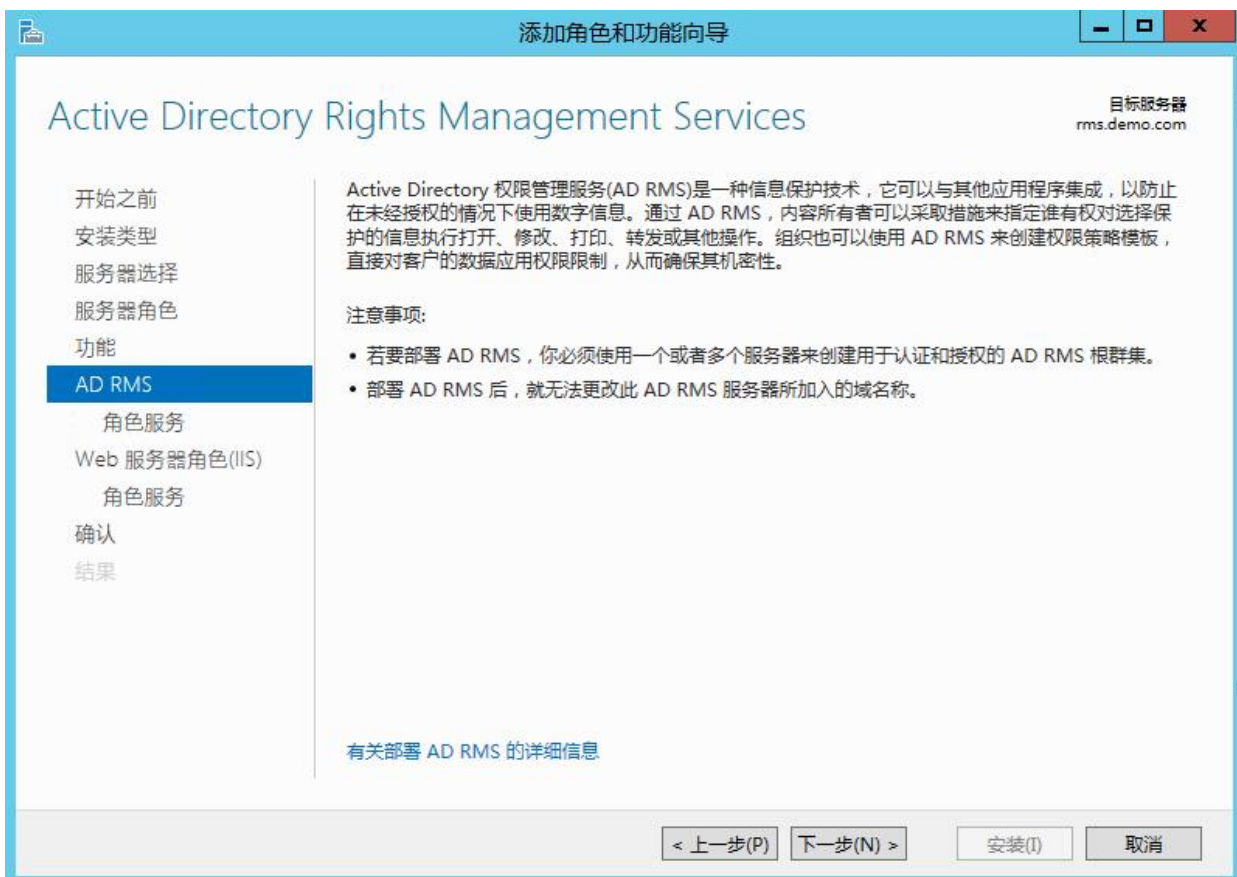 添加角色和功能向导
Active Directory Rights Management Services
目标服务器
rms.demo.com
开始之前
安装类型
服务器选择
服务器角色
功能
AD RMS
角色服务
Web 服务器角色(IIS)
角色服务
确认
结果
Active Directory 权限管理服务(AD RMS)是一种信息保护技术，它可以与其他应用程序集成，以防止
在未经授权的情况下使用数字信息。通过 AD RMS，内容所有者可以采取措施来指定谁有权对选择保
护的信息执行打开、修改、打印、转发或其他操作。组织也可以使用 AD RMS 来创建权限策略模板，
直接对客户的数据应用权限限制，从而确保其机密性。
注意事项:
• 若要部署 AD RMS，你必须使用一个或者多个服务器来创建用于认证和授权的 AD RMS 根群集。
• 部署 AD RMS 后，就无法更改此 AD RMS 服务器所加入的域名称。
有关部署 AD RMS 的详细信息
< 上一步(P)
下一步(N) >
安装(I)
取消